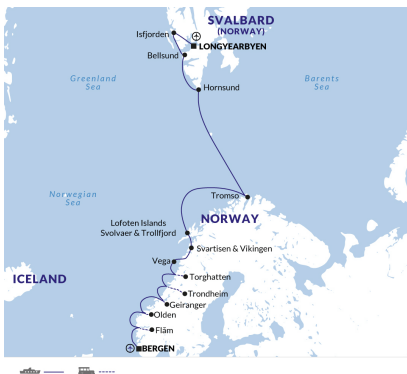 SVALBARD
(NORWAY)
Isfjorden
LONGYEARBYEN
Bellsund
Greenland
Sea
Barents
Sea
Hornsund
Norwegian
Sea
Tromsø
Lofoten Islands
Svolvaer & Trollfjord
NORWAY
Svartisen & Vikingen
Vega
ICELAND
Torghatten
Trondheim
Geiranger
Olden
Flåm
BERGEN